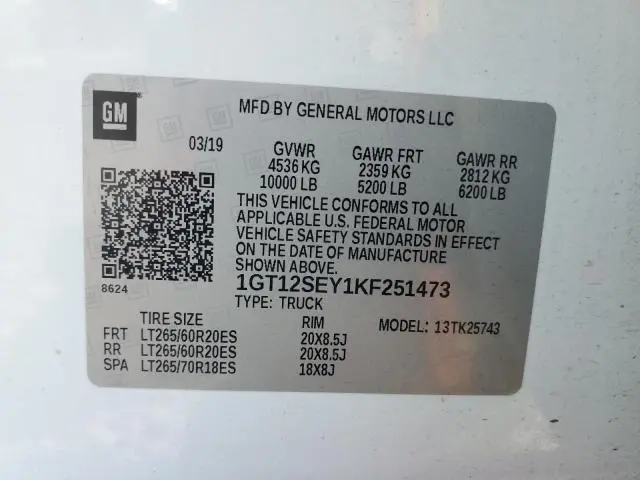 GM
MFD BY GENERAL MOTORS LLC
03/19 GVWR GAWR FRT GAWR RR
4536 KG 2359 KG 2812 KG
10000 LB 5200 LB 6200 LB
THIS VEHICLE CONFORMS TO ALL
APPLICABLE U.S. FEDERAL MOTOR
VEHICLE SAFETY STANDARDS IN EFFECT
ON THE DATE OF MANUFACTURE
SHOWN ABOVE.
8624
1GT12SEY1KF251473
TYPE: TRUCK
TIRE SIZE RIM MODEL: 13TK25743
FRT LT265/60R20ES 20X8.5J
RR LT265/60R20ES 20X8.5J
SPA LT265/70R18ES 18X8J